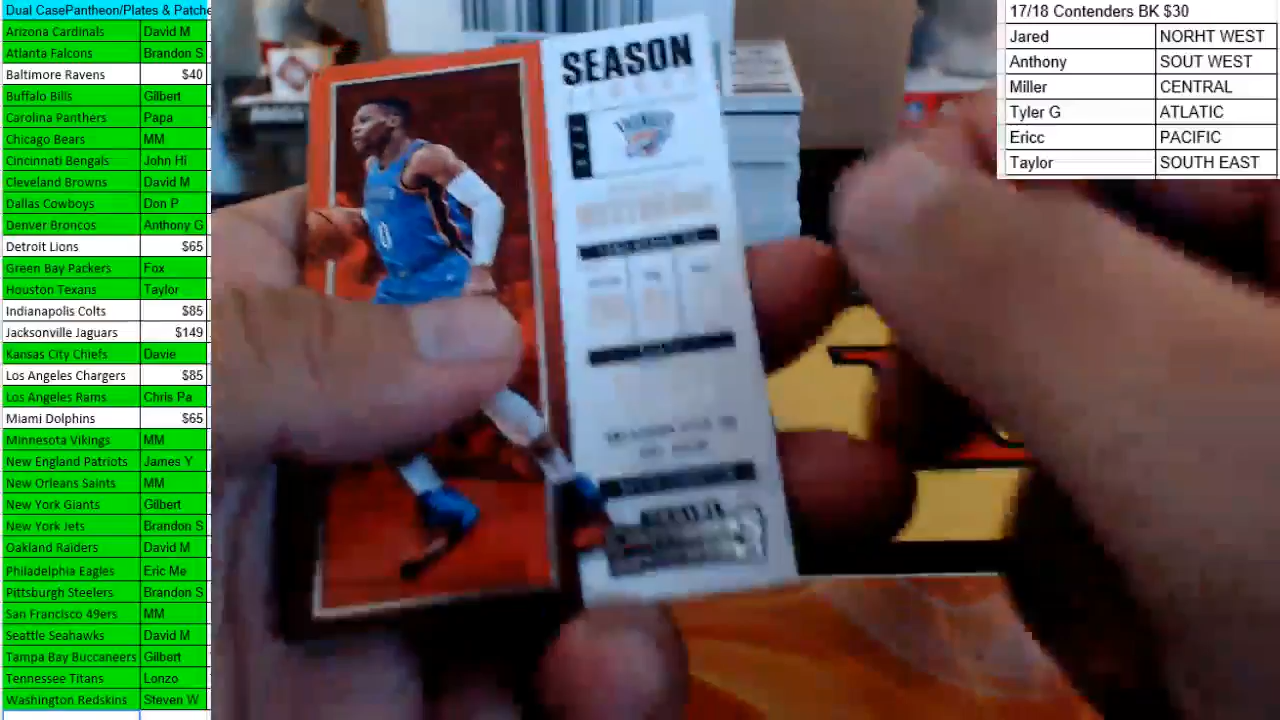 Dual CasePantheon/Plates & Patche
Arizona Cardinals David M
Atlanta Falcons Brandon S
Baltimore Ravens $40
Buffalo Bills Gilbert
Carolina Panthers Papa
Chicago Bears MM
Cincinnati Bengals John Hi
Cleveland Browns David M
Dallas Cowboys Don P
Denver Broncos Anthony G
Detroit Lions $65
Green Bay Packers Fox
Houston Texans Taylor
Indianapolis Colts $85
Jacksonville Jaguars $149
Kansas City Chiefs Davie
Los Angeles Chargers $85
Los Angeles Rams Chris Pa
Miami Dolphins $65
Minnesota Vikings MM
New England Patriots James Y
New Orleans Saints MM
New York Giants Gilbert
New York Jets Brandon S
Oakland Raiders David M
Philadelphia Eagles Eric Me
Pittsburgh Steelers Brandon S
San Francisco 49ers MM
Seattle Seahawks David M
Tampa Bay Buccaneers Gilbert
Tennessee Titans Lonzo
Washington Redskins Steven W
SEASON
0
17/18 Contenders BK $30
Jared NORHT WEST
Anthony SOUT WEST
Miller CENTRAL
Tyler G ATLATIC
Ericc PACIFIC
Taylor SOUTH EAST